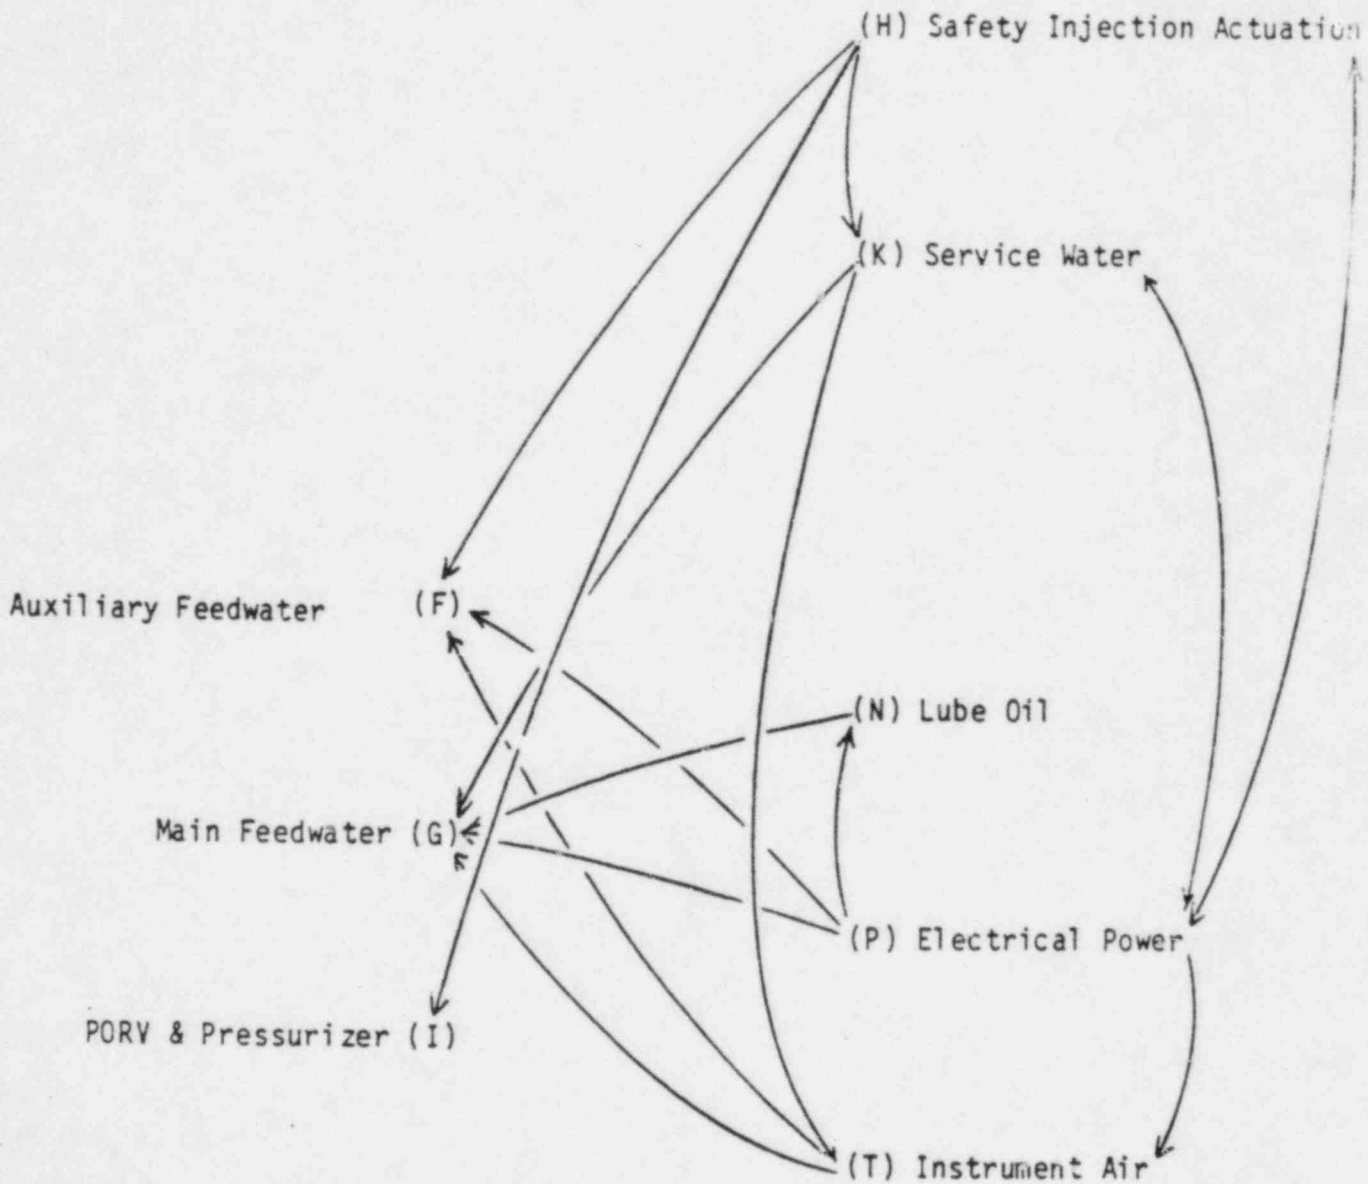 (H) Safety Injection Actuation
(K) Service Water
Auxiliary Feedwater (F)
(N) Lube Oil
Main Feedwater (G)
(P) Electrical Power
PORV & Pressurizer (I)
(T) Instrument Air